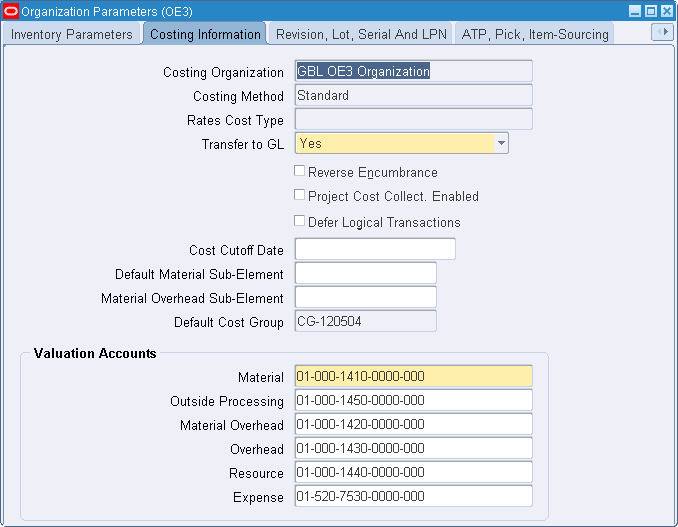 Organization Parameters (OE3)
Inventory Parameters Costing Information Revision, Lot, Serial And LPN ATP, Pick, Item-Sourcing
Costing Organization GBL OE3 Organization
Costing Method Standard
Rates Cost Type
Transfer to GL Yes
Reverse Encumbrance
Project Cost Collect. Enabled
Defer Logical Transactions
Cost Cutoff Date
Default Material Sub-Element
Material Overhead Sub-Element
Default Cost Group CG-120504
Valuation Accounts
Material 01-000-1410-0000-000
Outside Processing 01-000-1450-0000-000
Material Overhead 01-000-1420-0000-000
Overhead 01-000-1430-0000-000
Resource 01-000-1440-0000-000
Expense 01-520-7530-0000-000